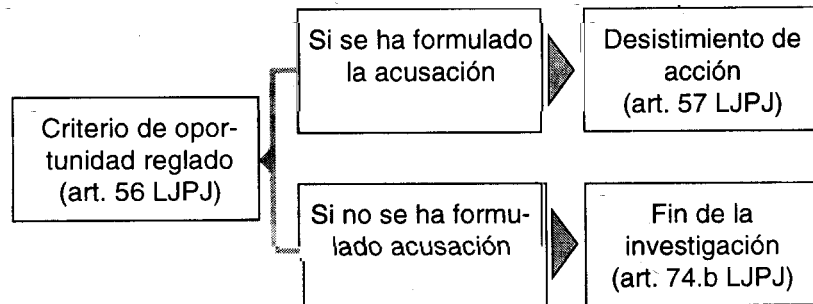 Criterio de opor-
tunidad reglado
(art. 56 LJPJ)
Si se ha formulado
la acusación
Desistimiento de
acción
(art. 57 LJPJ)
Si no se ha formu-
lado acusación
Fin de la
investigación
(art. 74.b LJPJ)